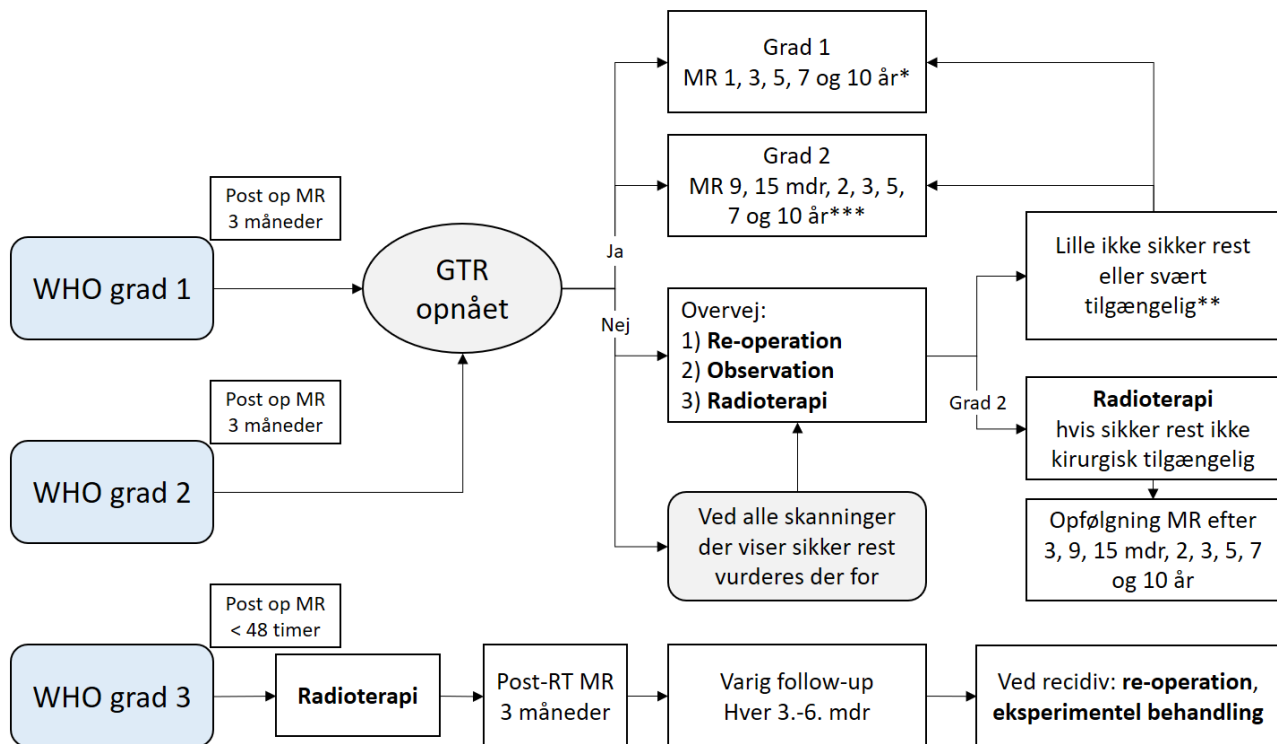 Grad 1
MR 1, 3, 5, 7 og 10 år*
Grad 2
MR 9, 15 mdr, 2, 3, 5,
7 og 10 år***
Post op MR
3 måneder
WHO grad 1
GTR
opnået
Ja
Nej
Lille ikke sikker rest
eller svært
tilgængelig**
Overvej:
1) Re-operation
2) Observation
3) Radioterapi
Grad 2
Radioterapi
hvis sikker rest ikke
kirurgisk tilgængelig
Post op MR
3 måneder
WHO grad 2
Ved alle skanninger
der viser sikker rest
vurderes der for
Opfølgning MR efter
3, 9, 15 mdr, 2, 3, 5, 7
og 10 år
Post op MR
< 48 timer
WHO grad 3
Radioterapi
Post-RT MR
3 måneder
Varig follow-up
Hver 3.-6. mdr
Ved recidiv: re-operation,
eksperimentel behandling